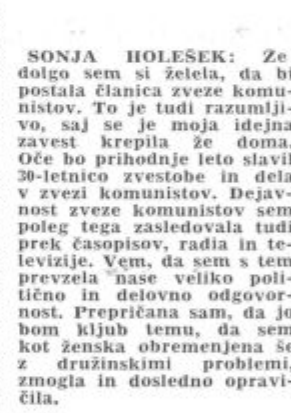 SONJA HOLEŠEK: Že
dolgo sem si želela, da bi
postala članica zveze komu-
nistov. To je tudi razumlji-
vo, saj se je moja idejna
zavest krepila že doma.
Oče bo prihodnje leto slavil
30-letnico zvestobe in dela
v zvezi komunistov. Dejav-
nost zveze komunistov sem
poleg tega zasledovala tudi
prek časopisov, radia in te-
levizije. Vem, da sem s tem
prevzela nase veliko poli-
tično in delovno odgovor-
nost. Prepričana sam, da jo
bom kljub temu, da sem
kot ženska obremenjena še
z družinskimi problemi,
zmogla in dosledno opravi-
čila.